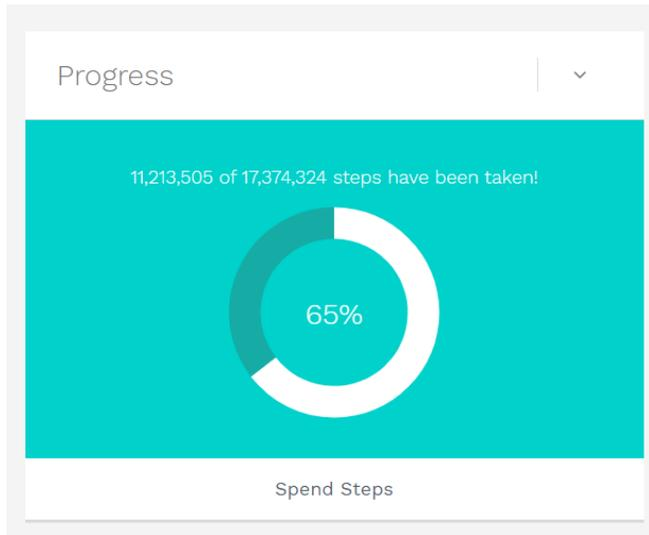 Progress
11,213,505 of 17,374,324 steps have been taken!
65%
Spend Steps